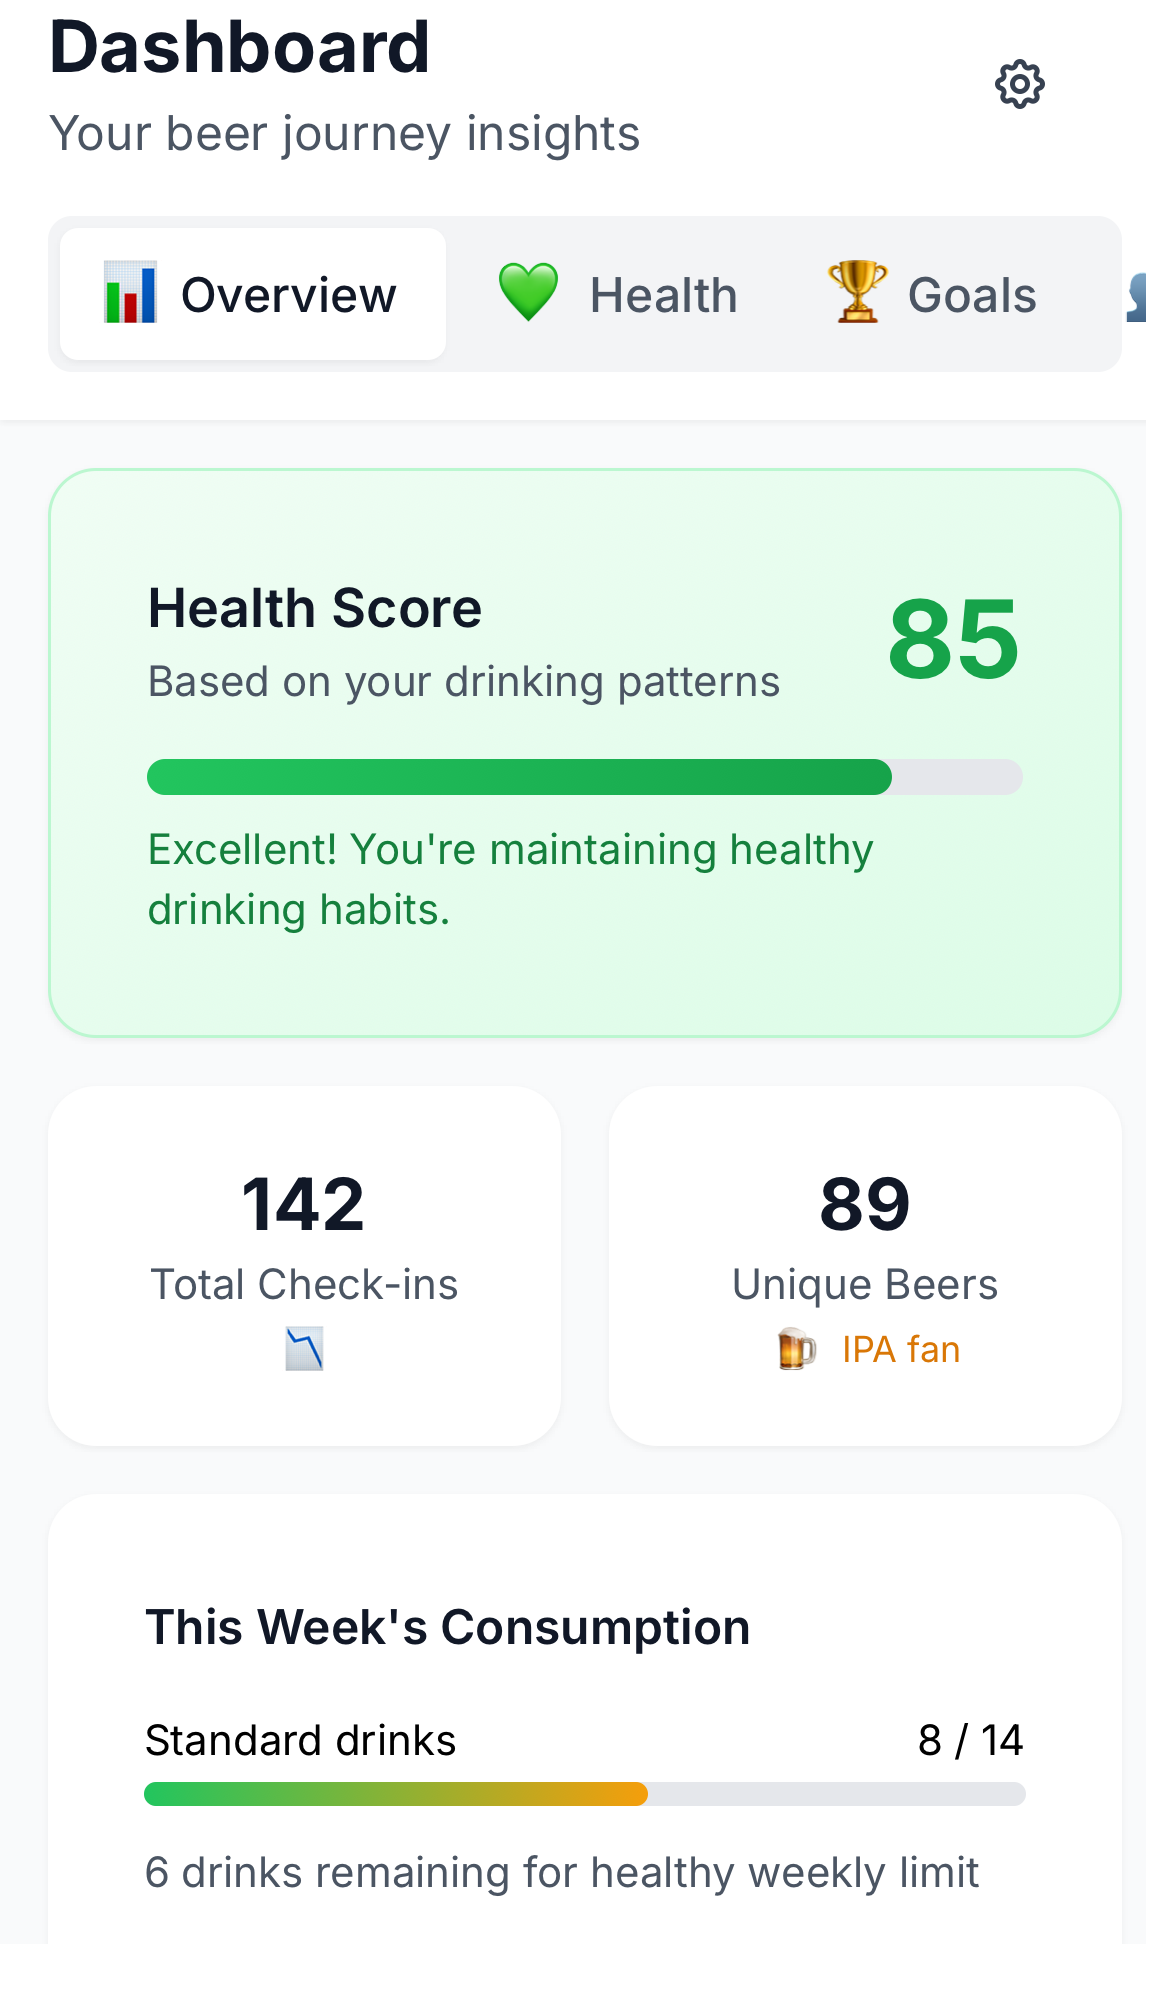 Dashboard
Your beer journey insights
Overview
Health
Goals
Health Score
85
Based on your drinking patterns
Excellent! You're maintaining healthy
drinking habits.
142
Total Check-ins
89
Unique Beers
IPA fan
This Week's Consumption
Standard drinks
8 / 14
6 drinks remaining for healthy weekly limit